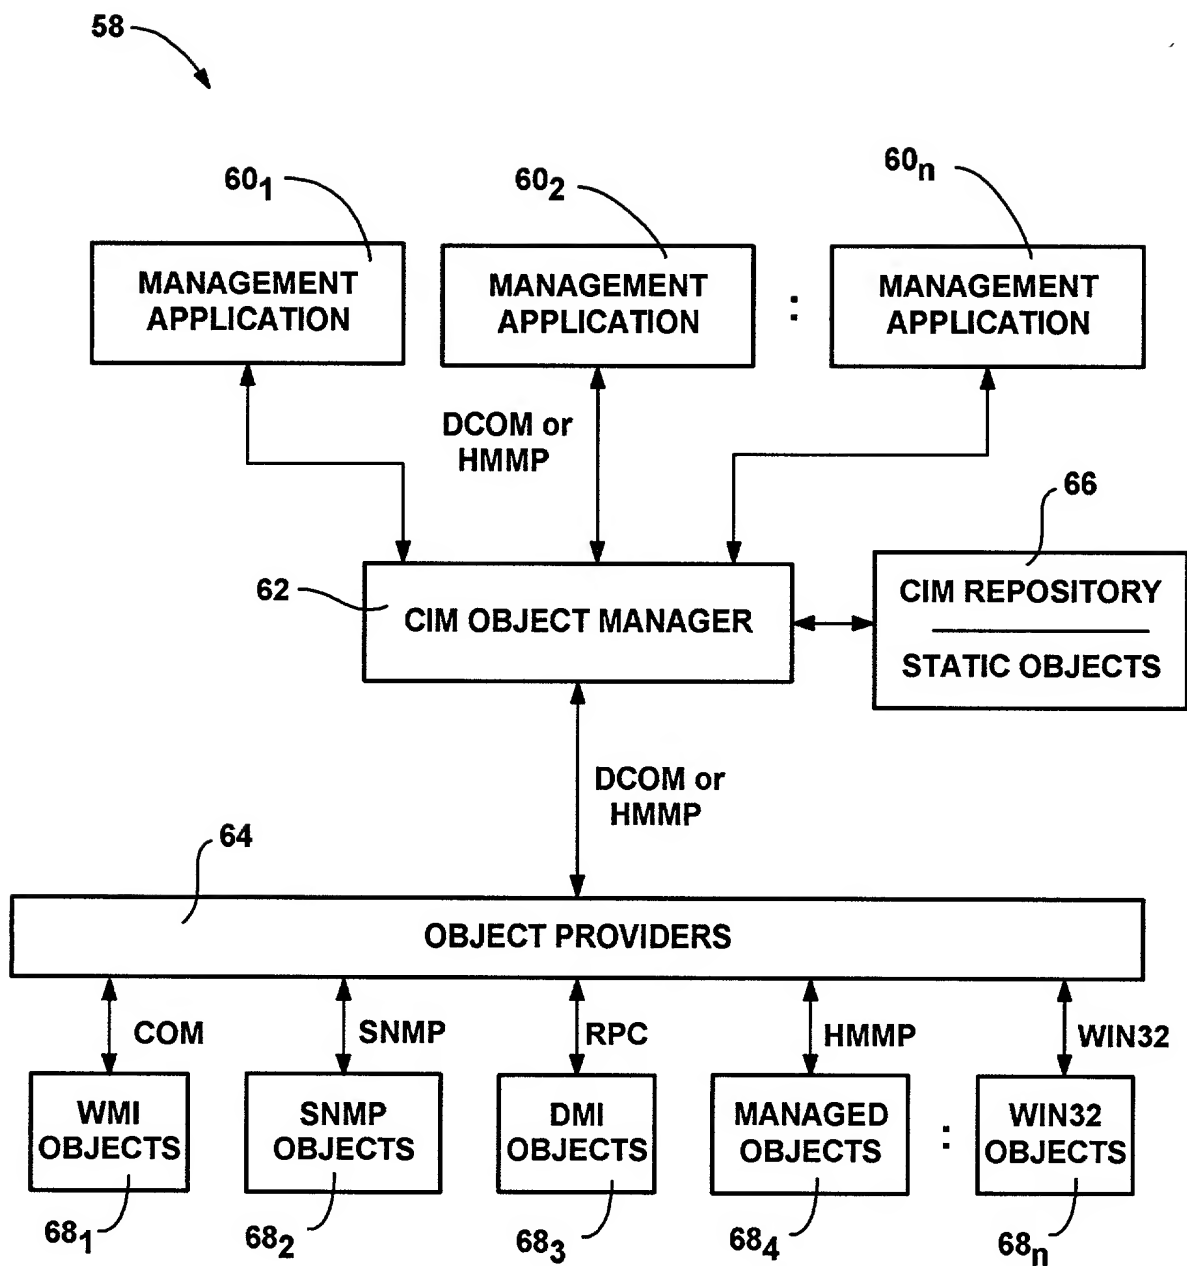 58
60₁
60₂
60ₙ
MANAGEMENT
APPLICATION
MANAGEMENT
APPLICATION
:
MANAGEMENT
APPLICATION
DCOM or
HMMP
66
62
CIM OBJECT MANAGER
CIM REPOSITORY
STATIC OBJECTS
DCOM or
HMMP
64
OBJECT PROVIDERS
COM
SNMP
RPC
HMMP
WIN32
WMI
OBJECTS
SNMP
OBJECTS
DMI
OBJECTS
MANAGED
OBJECTS
:
WIN32
OBJECTS
68₁
68₂
68₃
68₄
68ₙ